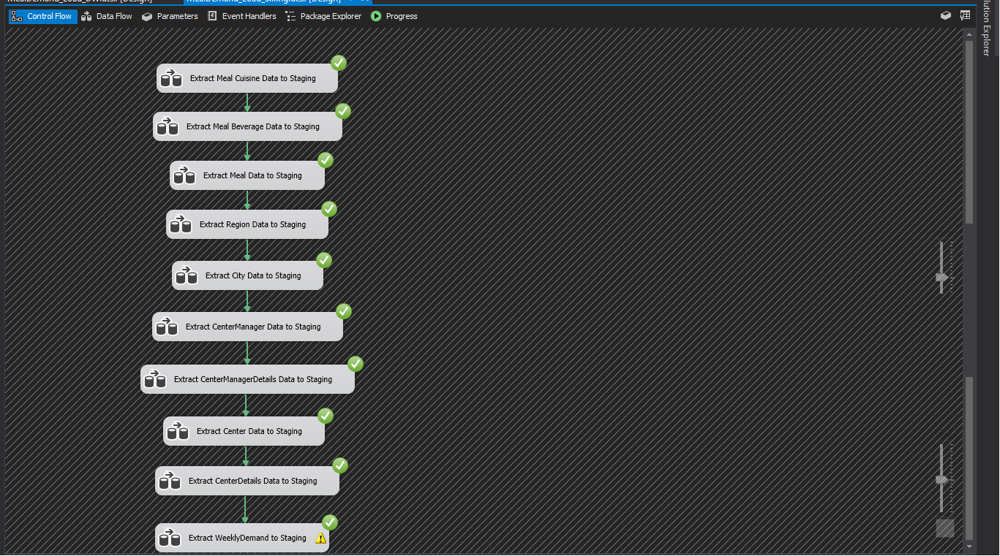 Control Flow
Data Flow
Parameters
Event Handlers
Package Explorer
Progress
Extract Meal Cuisine Data to Staging
Extract Meal Beverage Data to Staging
Extract Meal Data to Staging
Extract Region Data to Staging
Extract City Data to Staging
Extract CenterManager Data to Staging
Extract CenterManagerDetails Data to Staging
Extract Center Data to Staging
Extract CenterDetails Data to Staging
Extract WeeklyDemand to Staging
Explorer